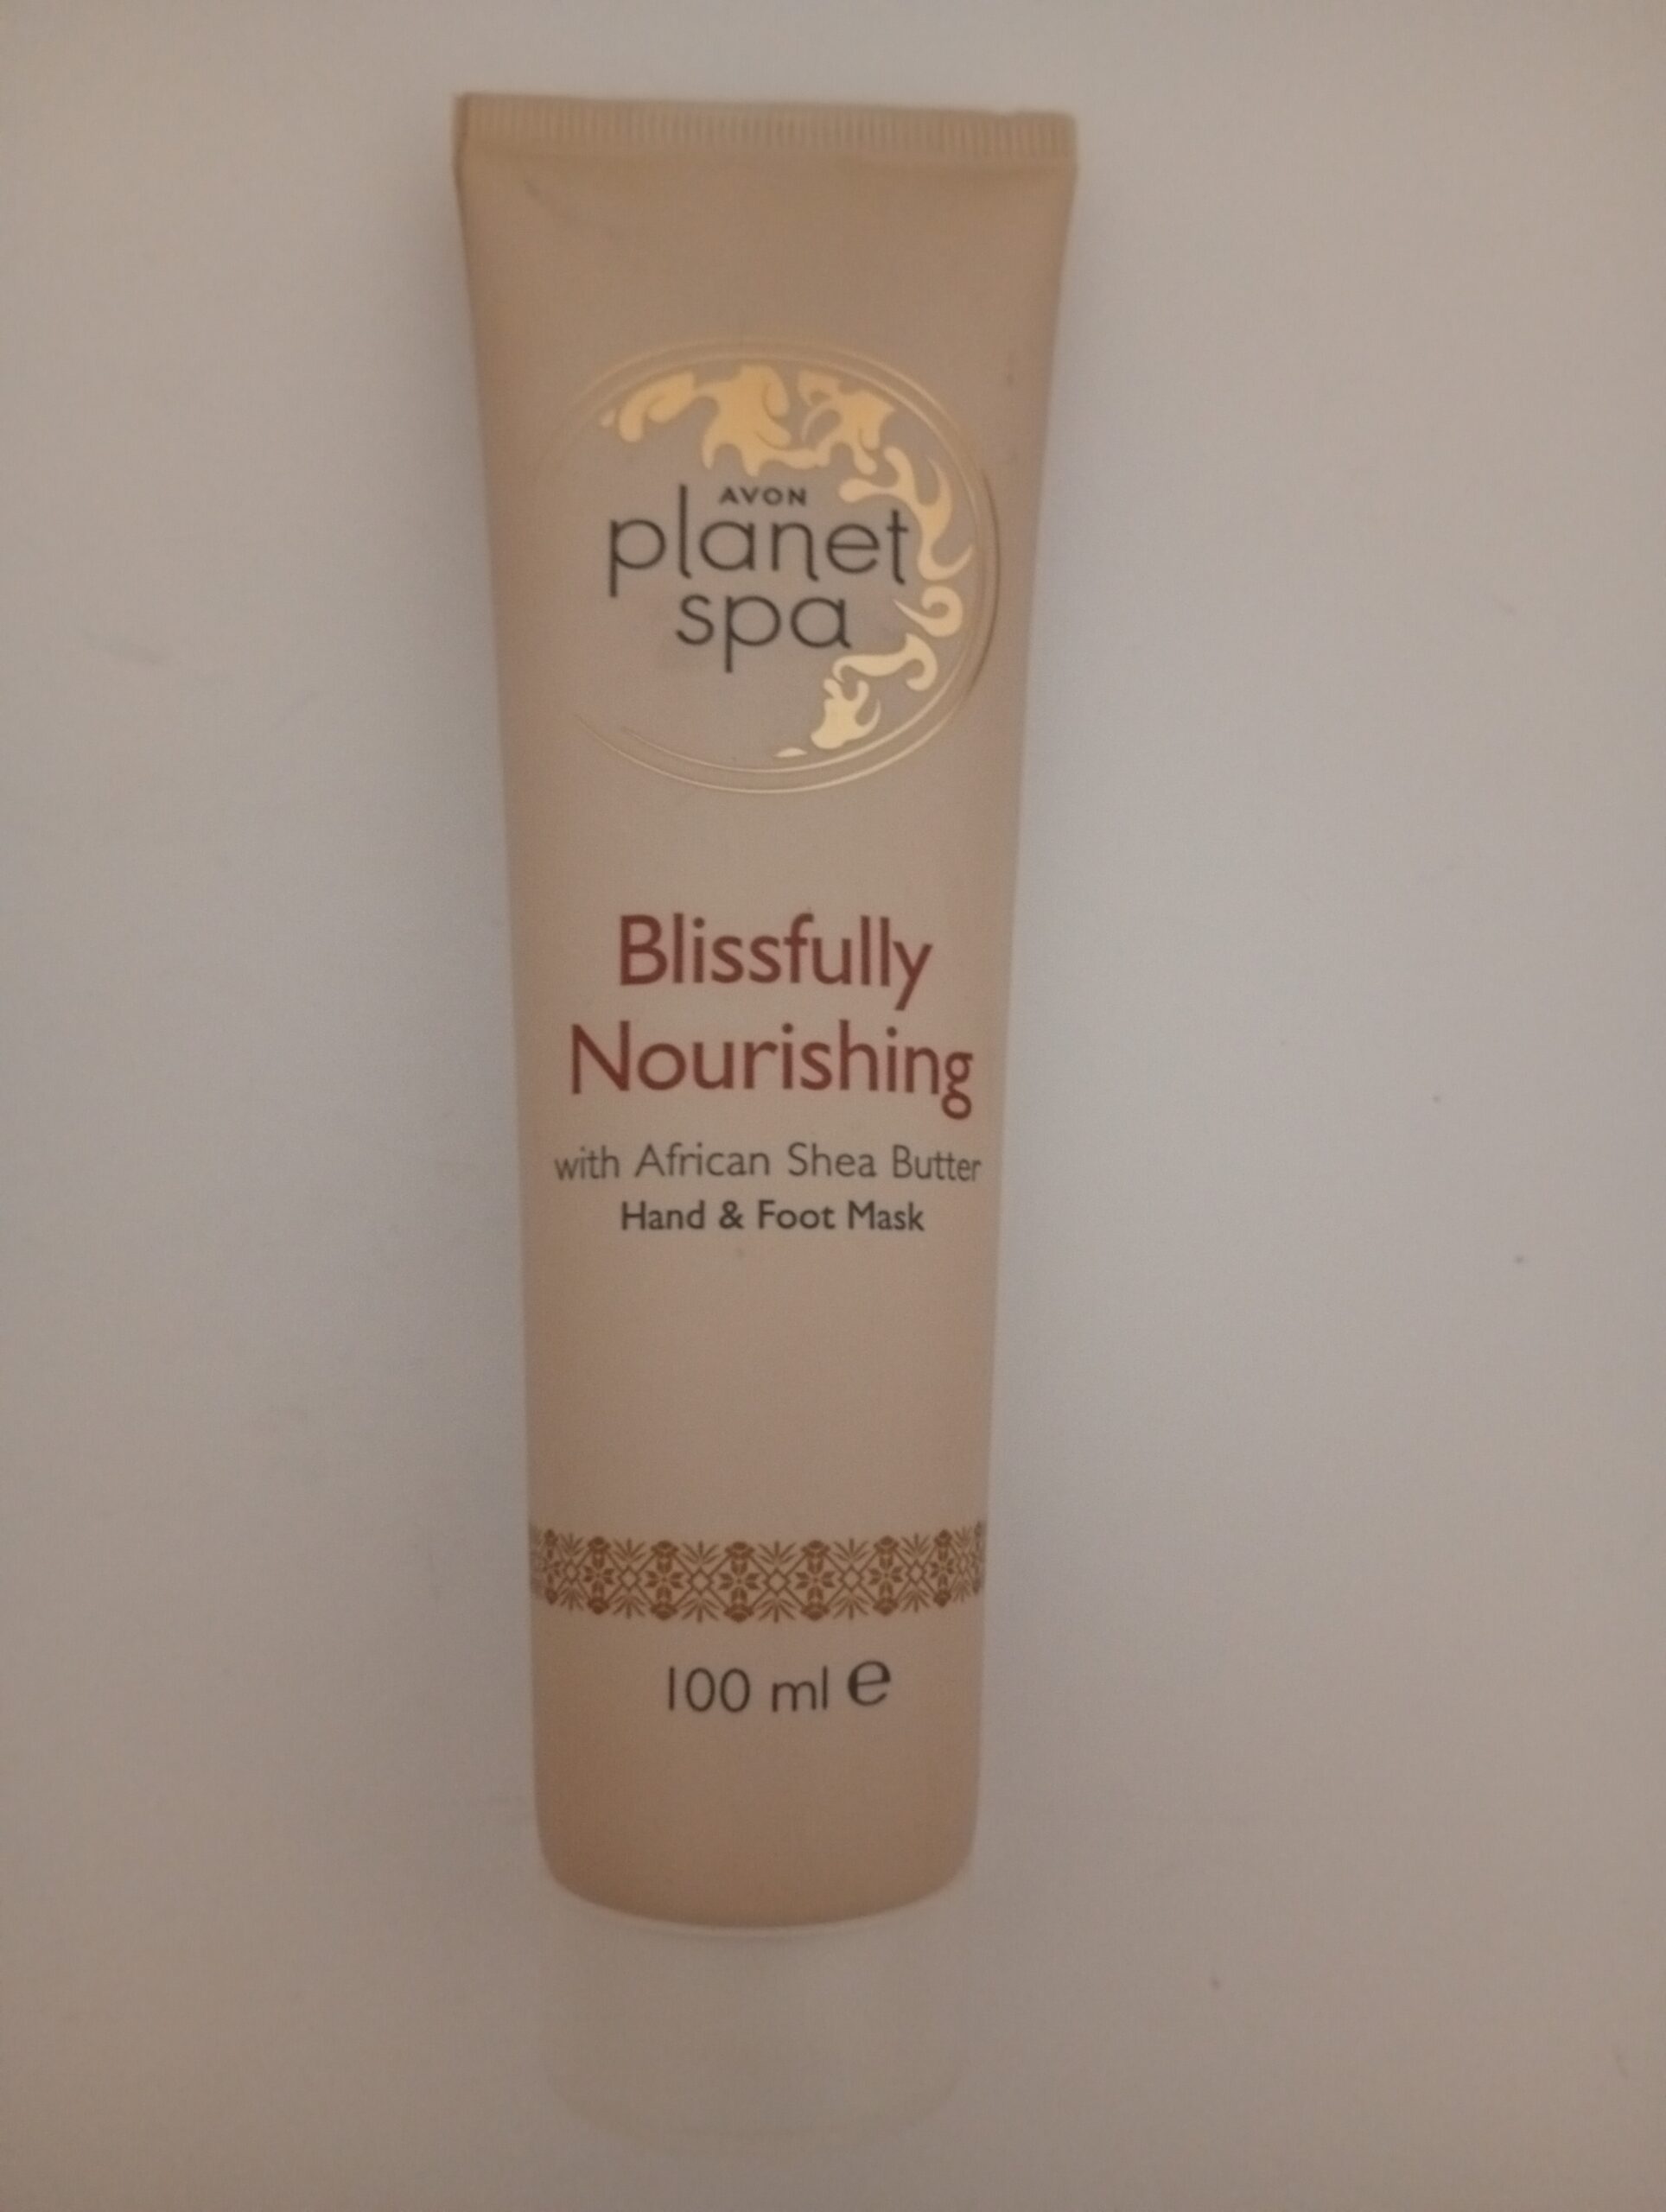 AVON
planet
spa
Blissfully
Nourishing
with African Shea Butter
Hand & Foot Mask
100 ml ℮